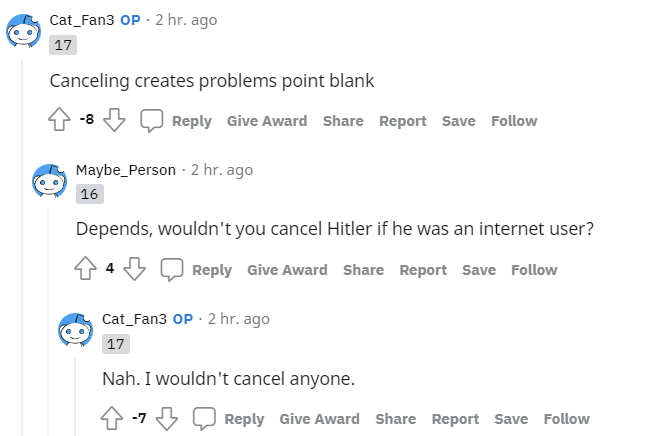 Cat_Fan3 OP · 2 hr. ago
17
Canceling creates problems point blank
-8 Reply Give Award Share Report Save Follow
Maybe_Person · 2 hr. ago
16
Depends, wouldn't you cancel Hitler if he was an internet user?
4 Reply Give Award Share Report Save Follow
Cat_Fan3 OP · 2 hr. ago
17
Nah. I wouldn't cancel anyone.
-7 Reply Give Award Share Report Save Follow